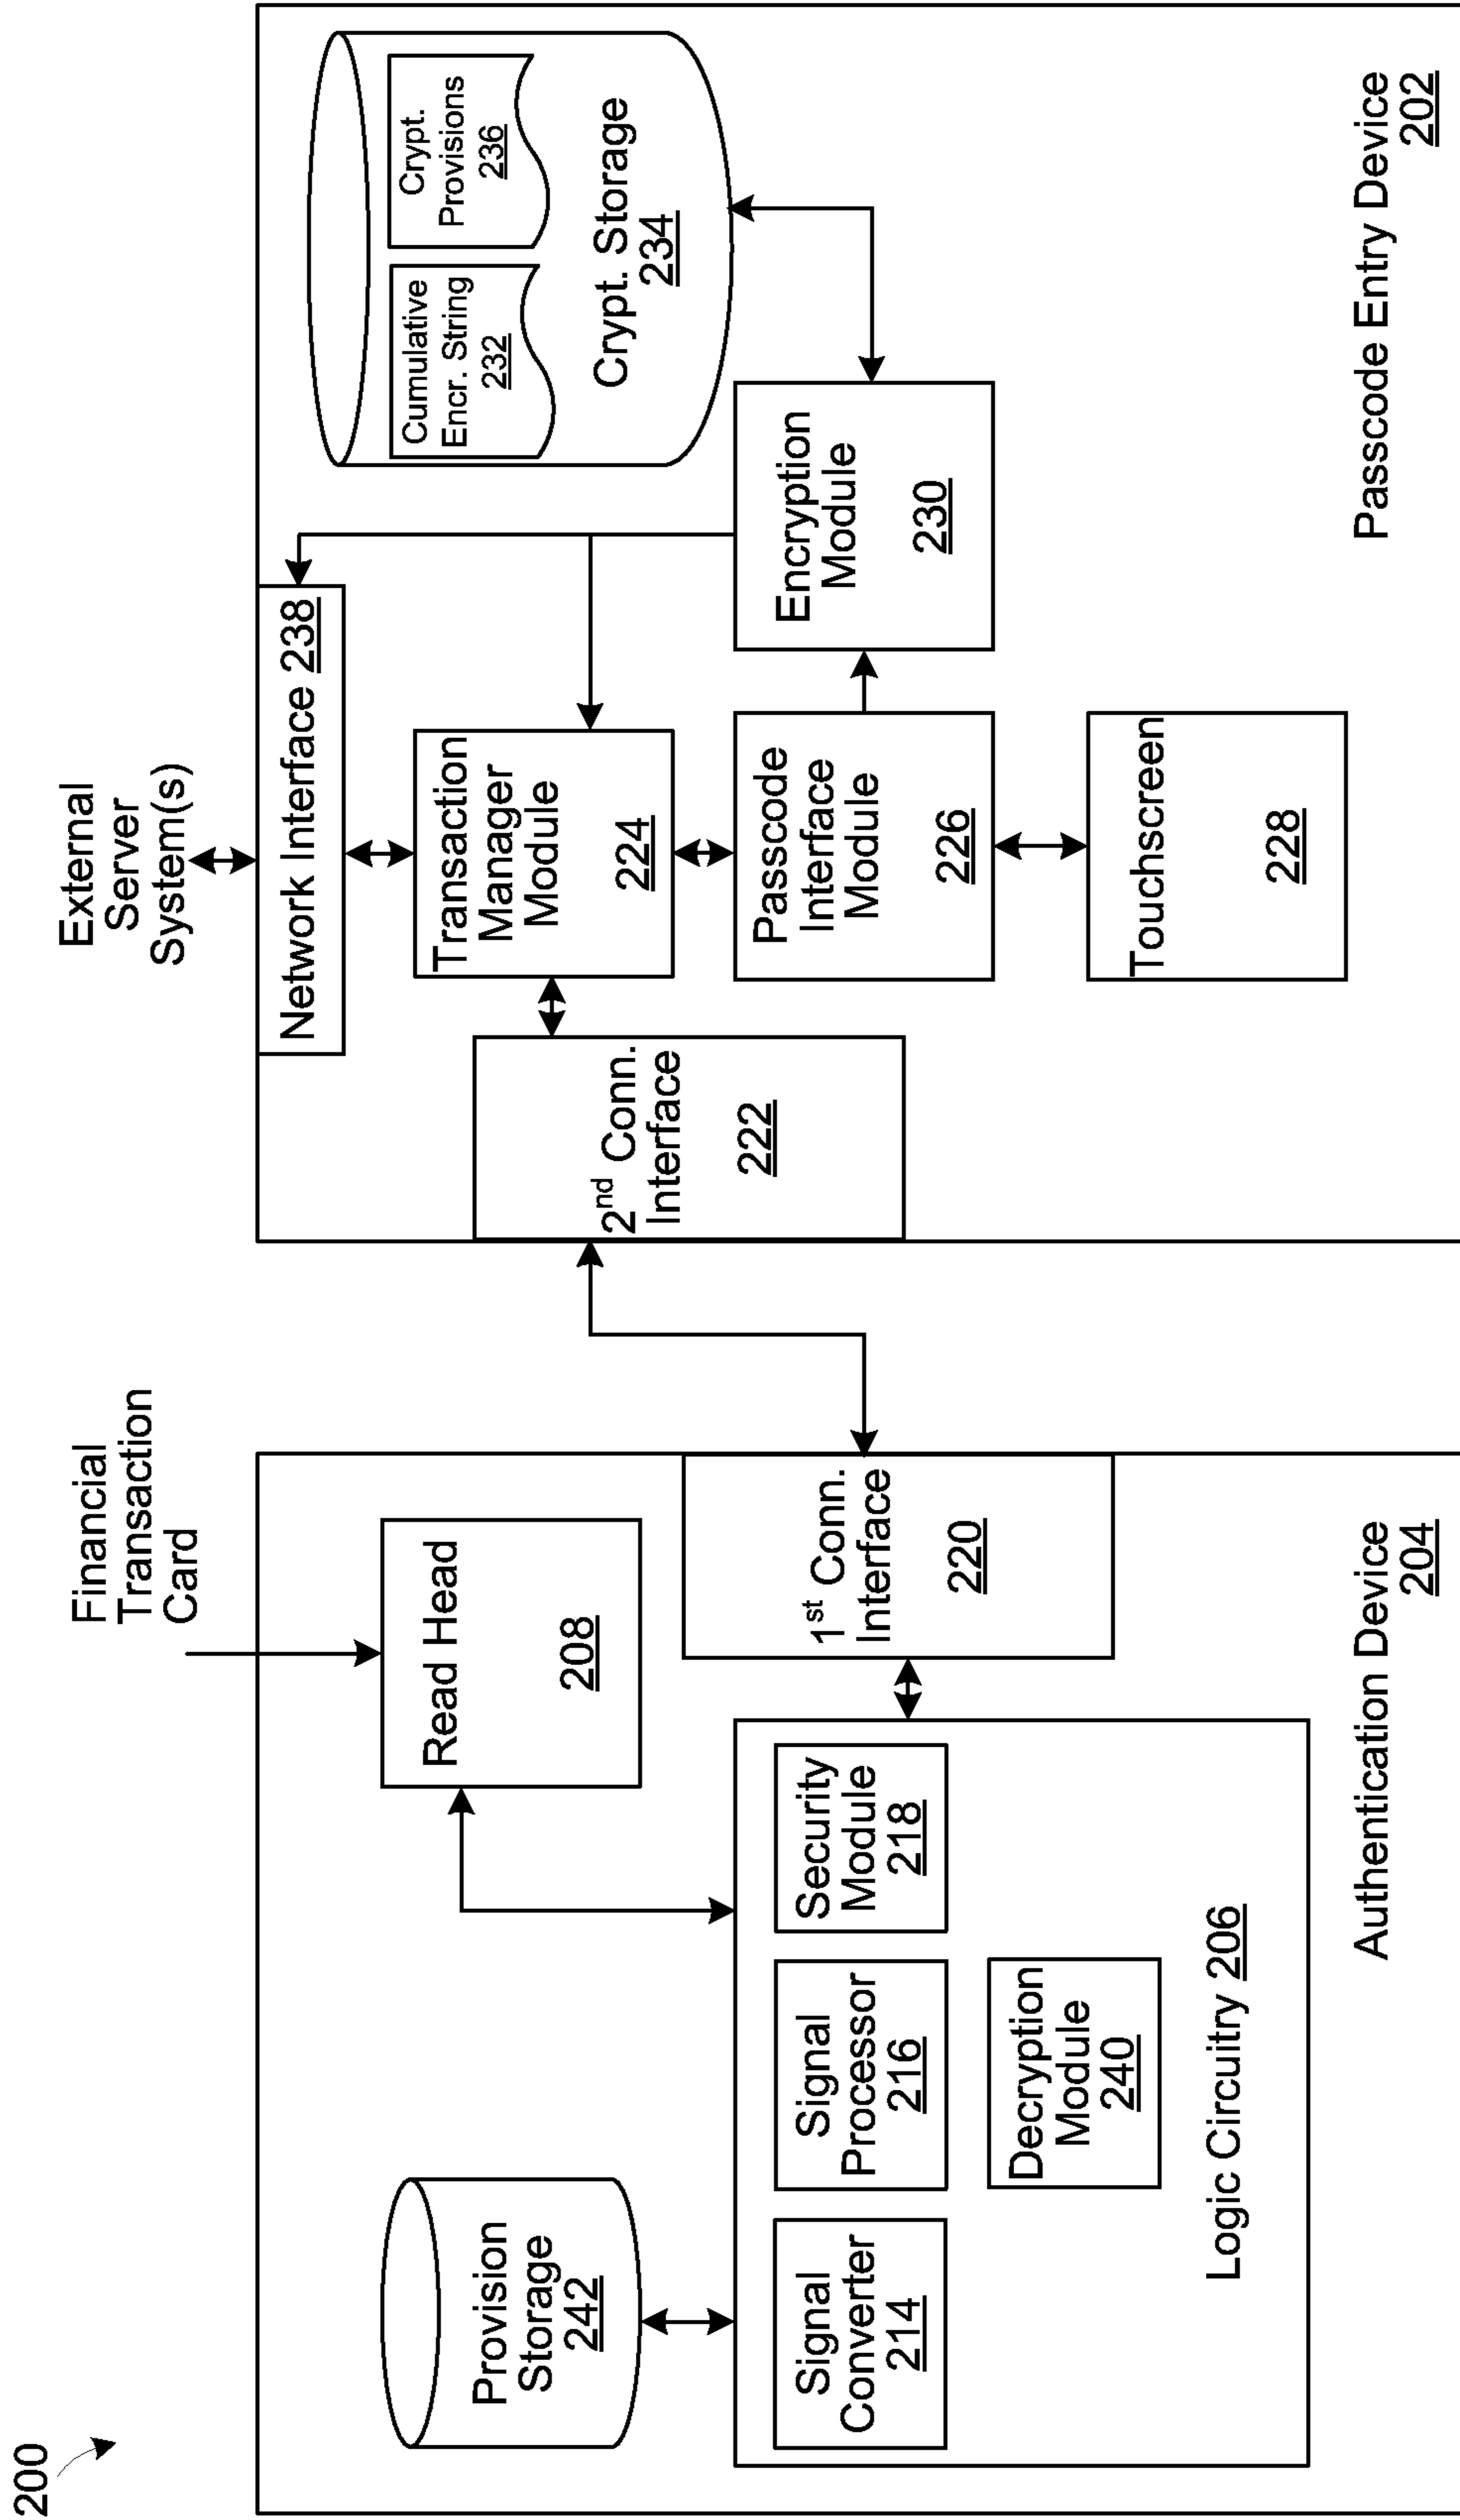 200
Financial
Transaction
Card
External
Server
System(s)
Provision
Storage
242
Read Head
208
Signal
Converter
214
Signal
Processor
216
Security
Module
218
Decryption
Module
240
Logic Circuitry 206
1st Conn.
Interface
220
Authentication Device
204
2nd Conn.
Interface
222
Network Interface 238
Transaction
Manager
Module
224
Passcode
Interface
Module
226
Touchscreen
228
Encryption
Module
230
Cumulative
Encr. String
232
Crypt.
Provisions
236
Crypt. Storage
234
Passcode Entry Device
202